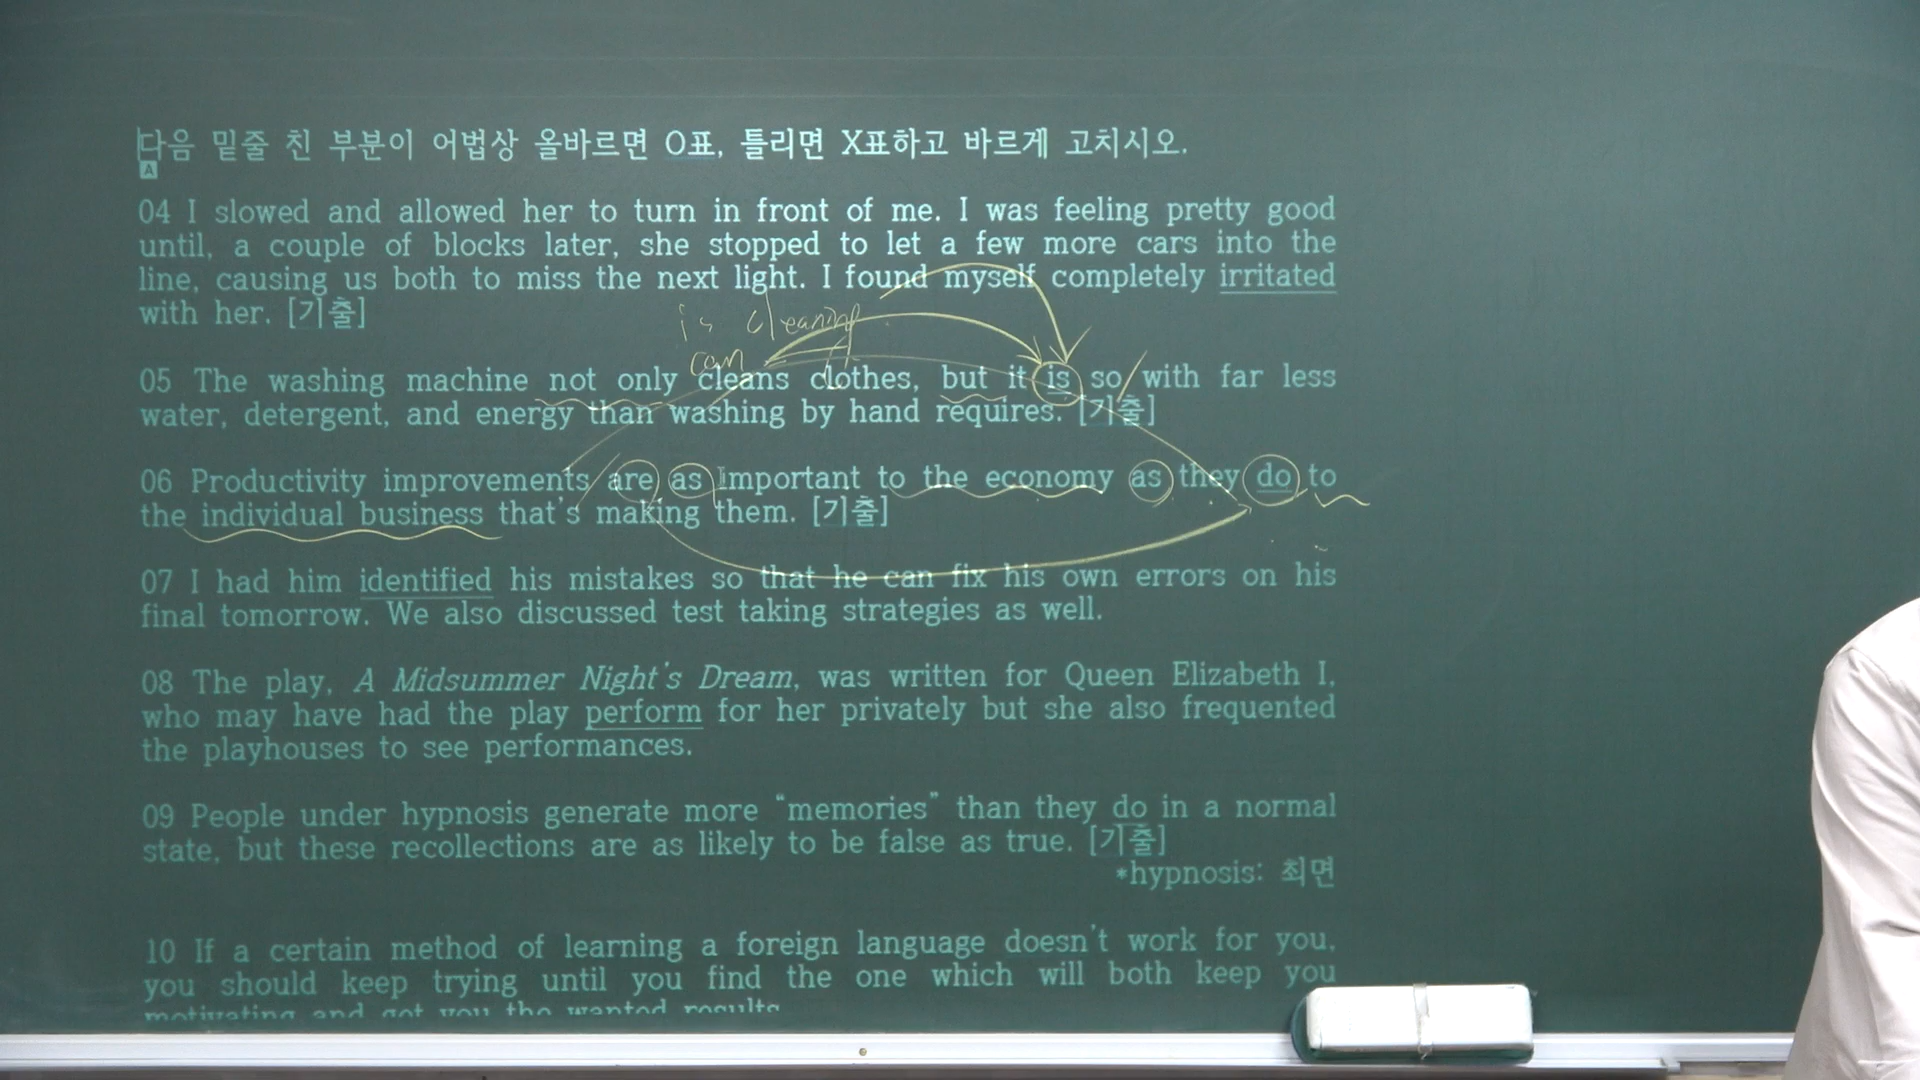 다음 밑줄 친 부분이 어법상 올바르면 O표, 틀리면 X표하고 바르게 고치시오.
A
04 I slowed and allowed her to turn in front of me. I was feeling pretty good
until, a couple of blocks later, she stopped to let a few more cars into the
line, causing us both to miss the next light. I found myself completely irritated
with her. [기출]
is cleaning
can
05 The washing machine not only cleans clothes, but it is so with far less
water, detergent, and energy than washing by hand requires. [기출]
06 Productivity improvements are as important to the economy as they do to
the individual business that's making them. [기출]
07 I had him identified his mistakes so that he can fix his own errors on his
final tomorrow. We also discussed test taking strategies as well.
08 The play, A Midsummer Night's Dream, was written for Queen Elizabeth I,
who may have had the play perform for her privately but she also frequented
the playhouses to see performances.
09 People under hypnosis generate more “memories” than they do in a normal
state, but these recollections are as likely to be false as true. [기출]
*hypnosis: 최면
10 If a certain method of learning a foreign language doesn't work for you,
you should keep trying until you find the one which will both keep you
motivating and get you the wanted results